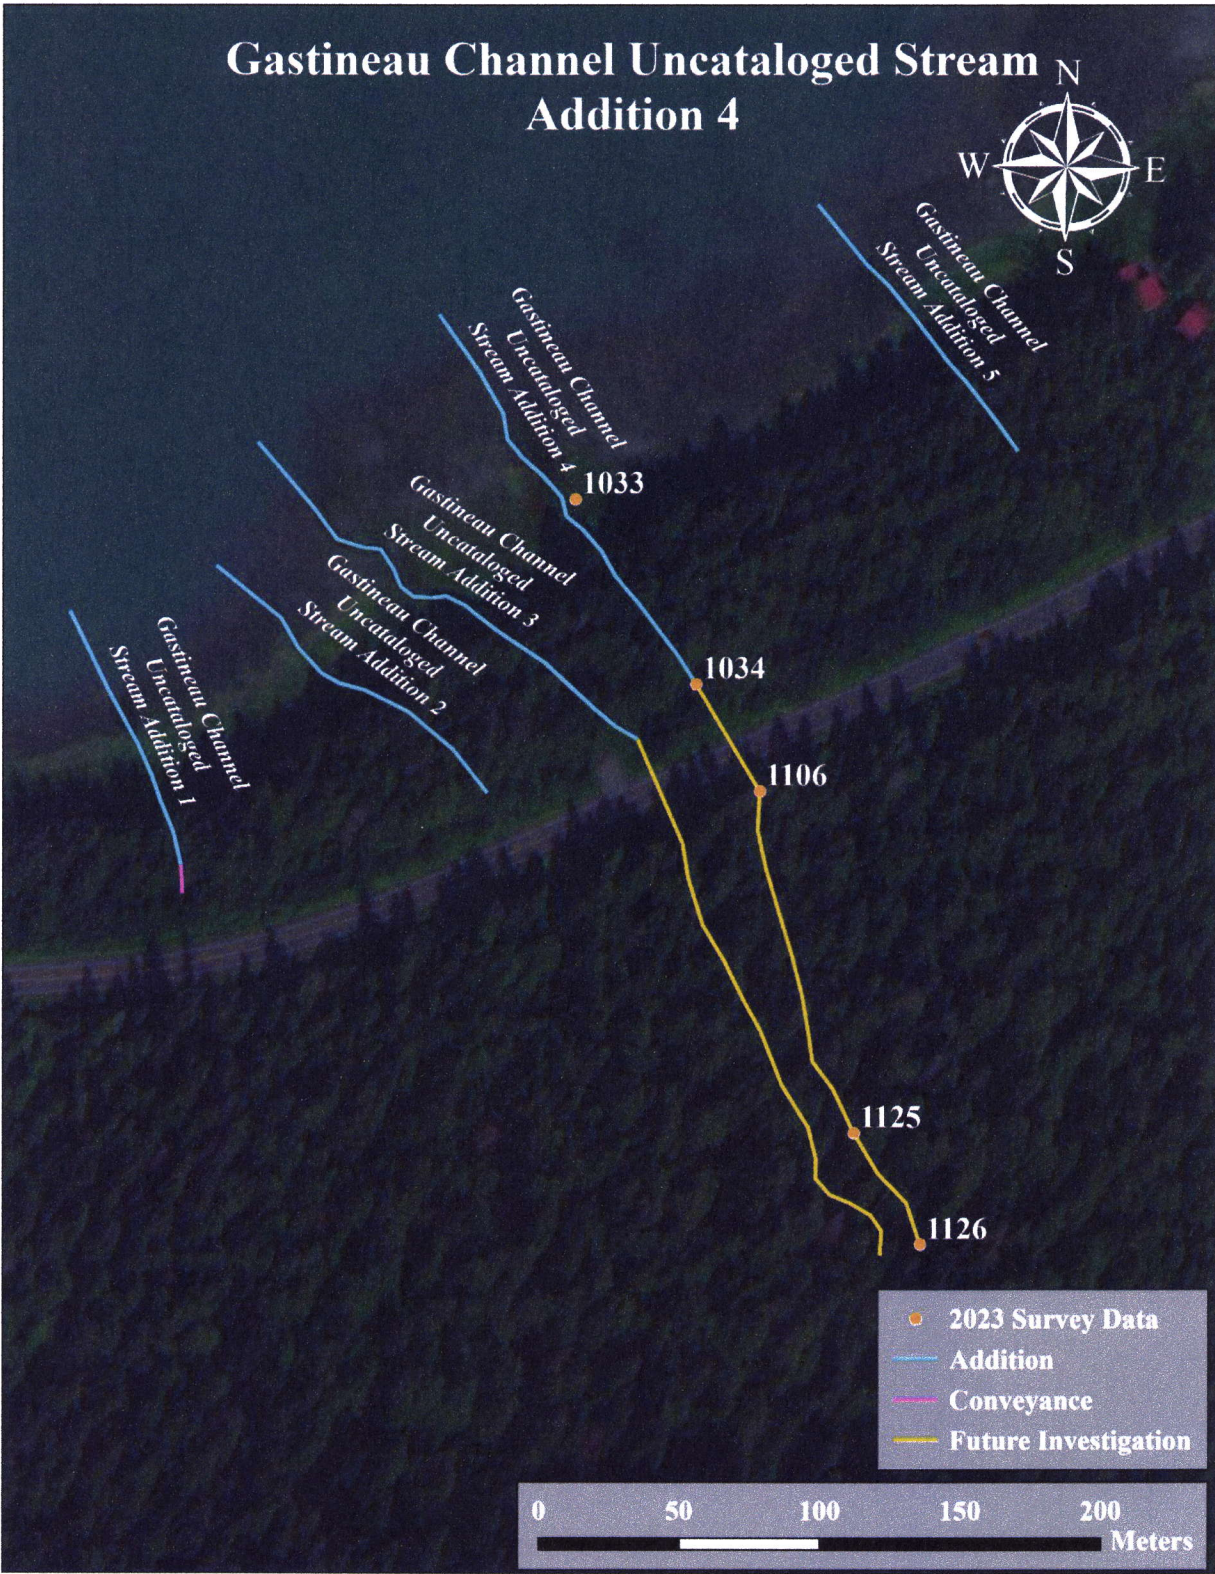 Gastineau Channel Uncataloged Stream
Addition 4
N
W
E
S
Gastineau Channel
Uncataloged
Stream Addition 5
Gastineau Channel
Uncataloged
Stream Addition 4
1033
Gastineau Channel
Uncataloged
Stream Addition 3
Gastineau Channel
Uncataloged
Stream Addition 2
Gastineau Channel
Uncataloged
Stream Addition 1
1034
1106
1125
1126
2023 Survey Data
Addition
Conveyance
Future Investigation
0 50 100 150 200
Meters